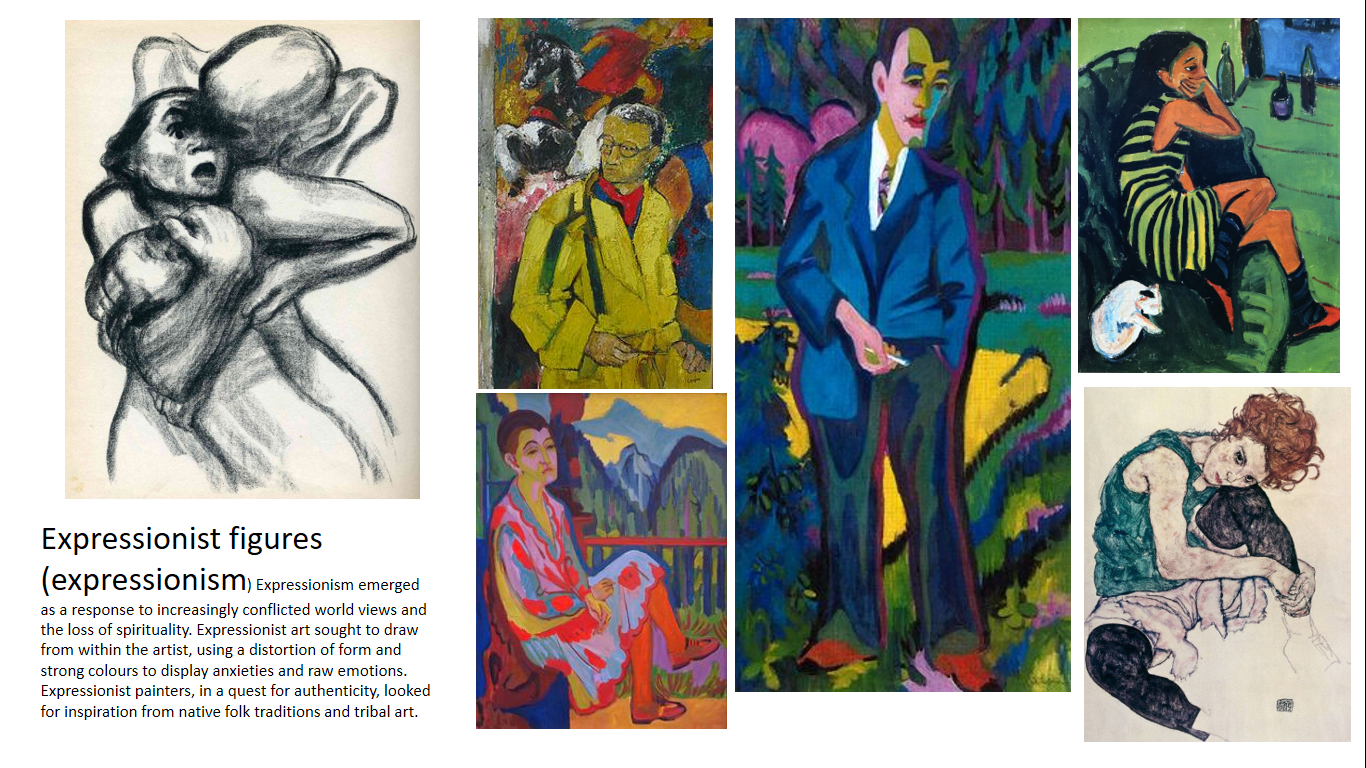 Expressionist figures
(expressionism) Expressionism emerged
as a response to increasingly conflicted world views and
the loss of spirituality. Expressionist art sought to draw
from within the artist, using a distortion of form and
strong colours to display anxieties and raw emotions.
Expressionist painters, in a quest for authenticity, looked
for inspiration from native folk traditions and tribal art.